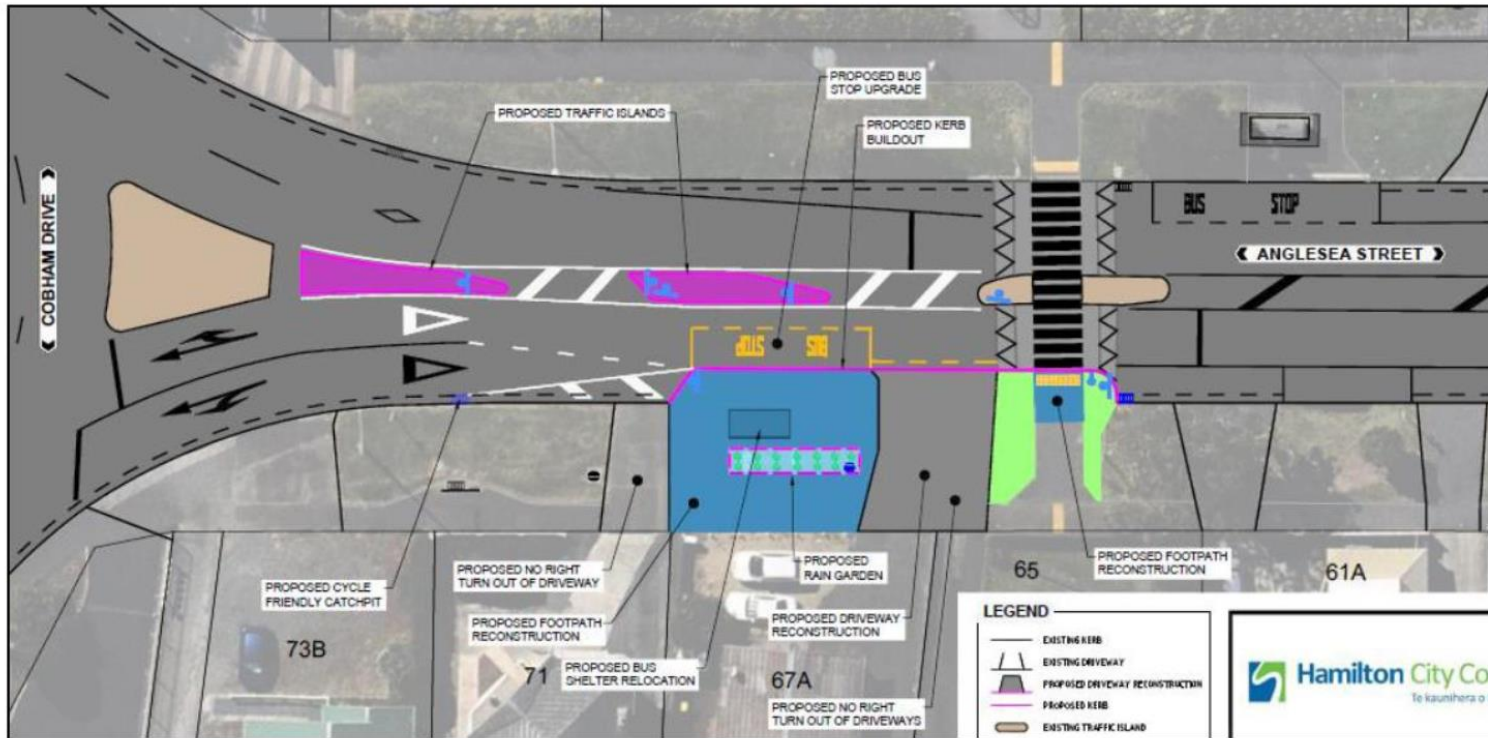 PROPOSED BUS
STOP UPGRADE
PROPOSED TRAFFIC ISLANDS
PROPOSED KERB
BUILDOUT
COBHAM DRIVE
BUS STOP
ANGLESEA STREET
BUS STOP
PROPOSED CYCLE
FRIENDLY CATCHPIT
PROPOSED NO RIGHT
TURN OUT OF DRIVEWAY
PROPOSED FOOTPATH
RECONSTRUCTION
PROPOSED BUS
SHELTER RELOCATION
PROPOSED
RAIN GARDEN
PROPOSED DRIVEWAY
RECONSTRUCTION
PROPOSED NO RIGHT
TURN OUT OF DRIVEWAYS
PROPOSED FOOTPATH
RECONSTRUCTION
73B
71
67A
65
61A
LEGEND
EXISTING KERB
EXISTING DRIVEWAY
PROPOSED DRIVEWAY RECONSTRUCTION
PROPOSED KERB
EXISTING TRAFFIC ISLAND
Hamilton City Co
Te kaunihera o